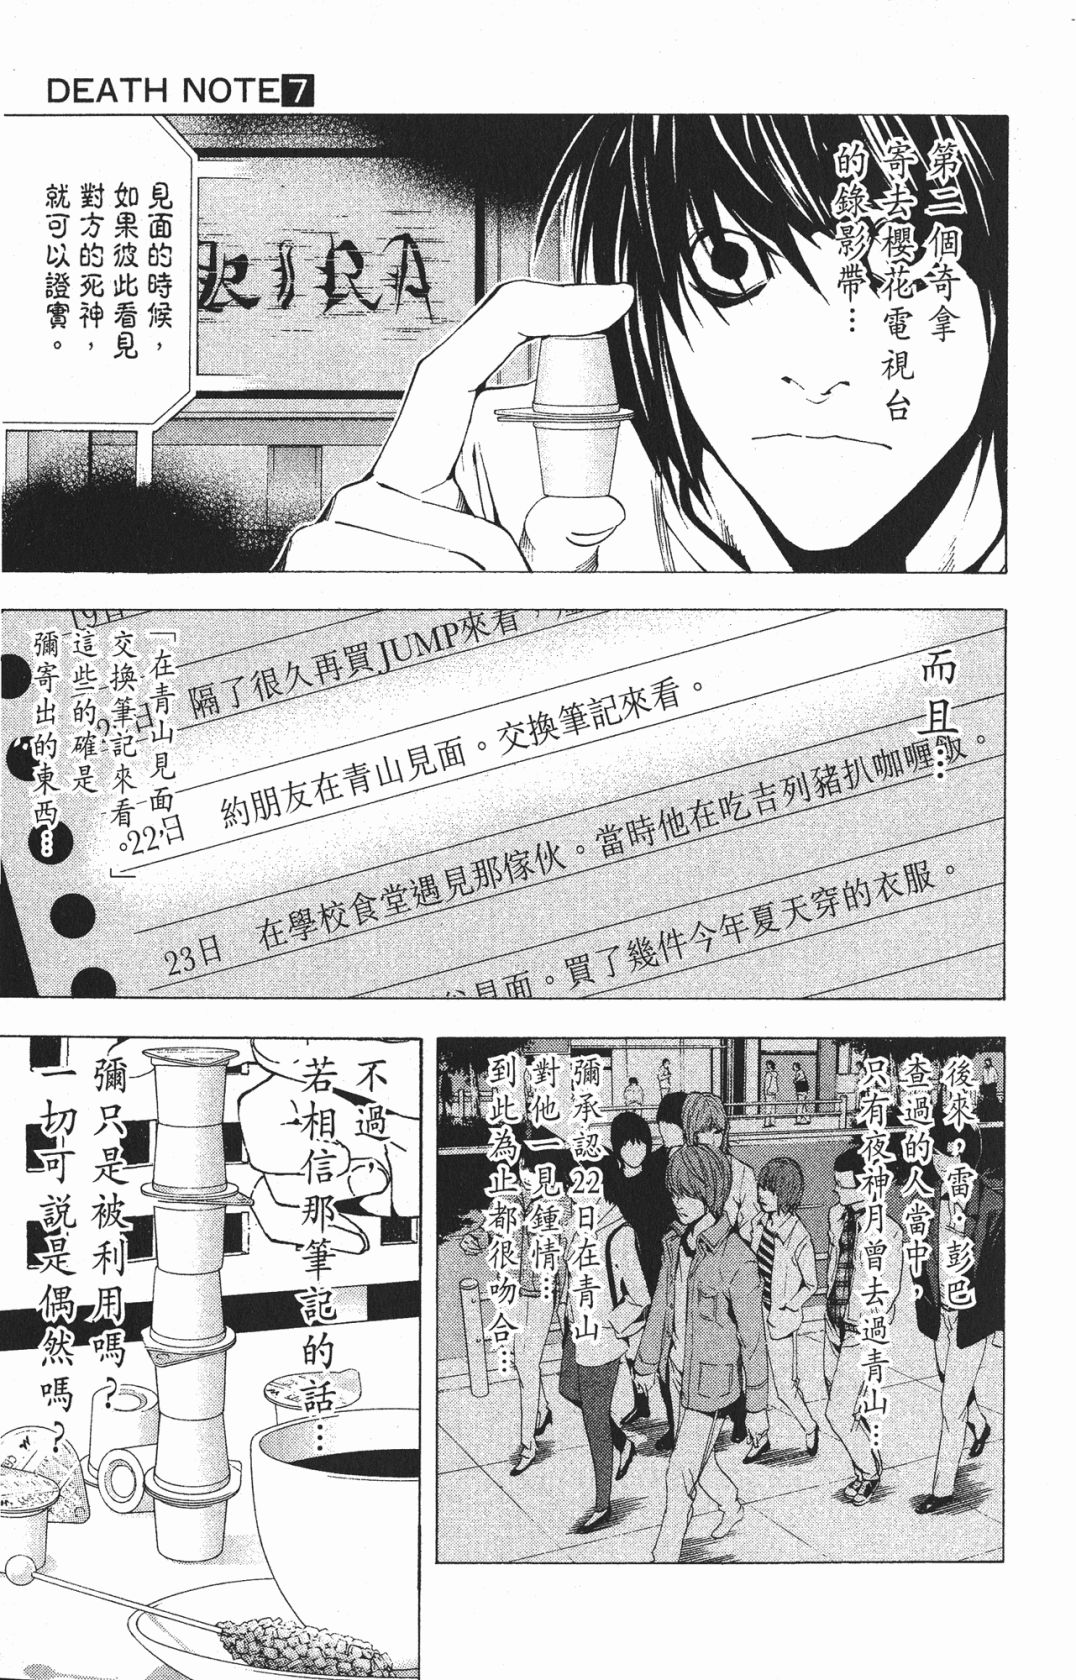 DEATH NOTE 7
第二個奇拿
寄去櫻花電視台
的錄影帶…
KIRA
見面的時候，
如果彼此看見
對方的死神，
就可以證實。
而且…
19日
隔了很久再買JUMP來看，
22日 約朋友在青山見面。交換筆記來看。
23日 在學校食堂遇見那傢伙。當時他在吃吉列豬扒咖喱飯。
見面。買了幾件今年夏天穿的衣服。
「在青山見面，
交換筆記來看。」
這些的確是
彌寄出的東西…
後來，雷·彭巴
查過的人當中，
只有夜神月曾去過青山…
彌承認22日在青山
對他一見鍾情…
到此為止都很吻合…
不過，
若相信那筆記的話…
彌只是被利用嗎？
一切可說是偶然嗎？